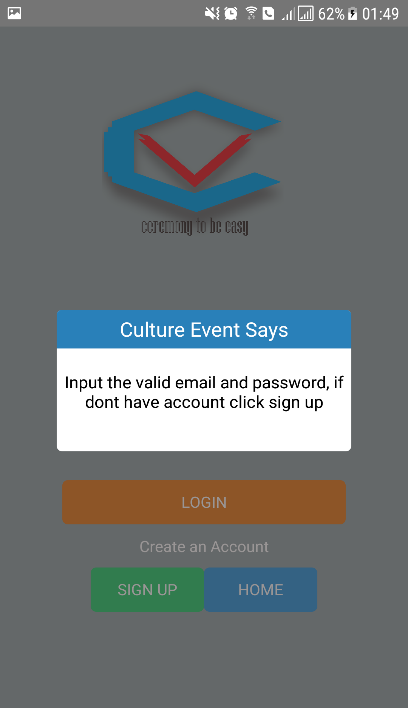 62% 01:49
ceremony to be easy
Culture Event Says
Input the valid email and password, if
dont have account click sign up
LOGIN
Create an Account
SIGN UP HOME